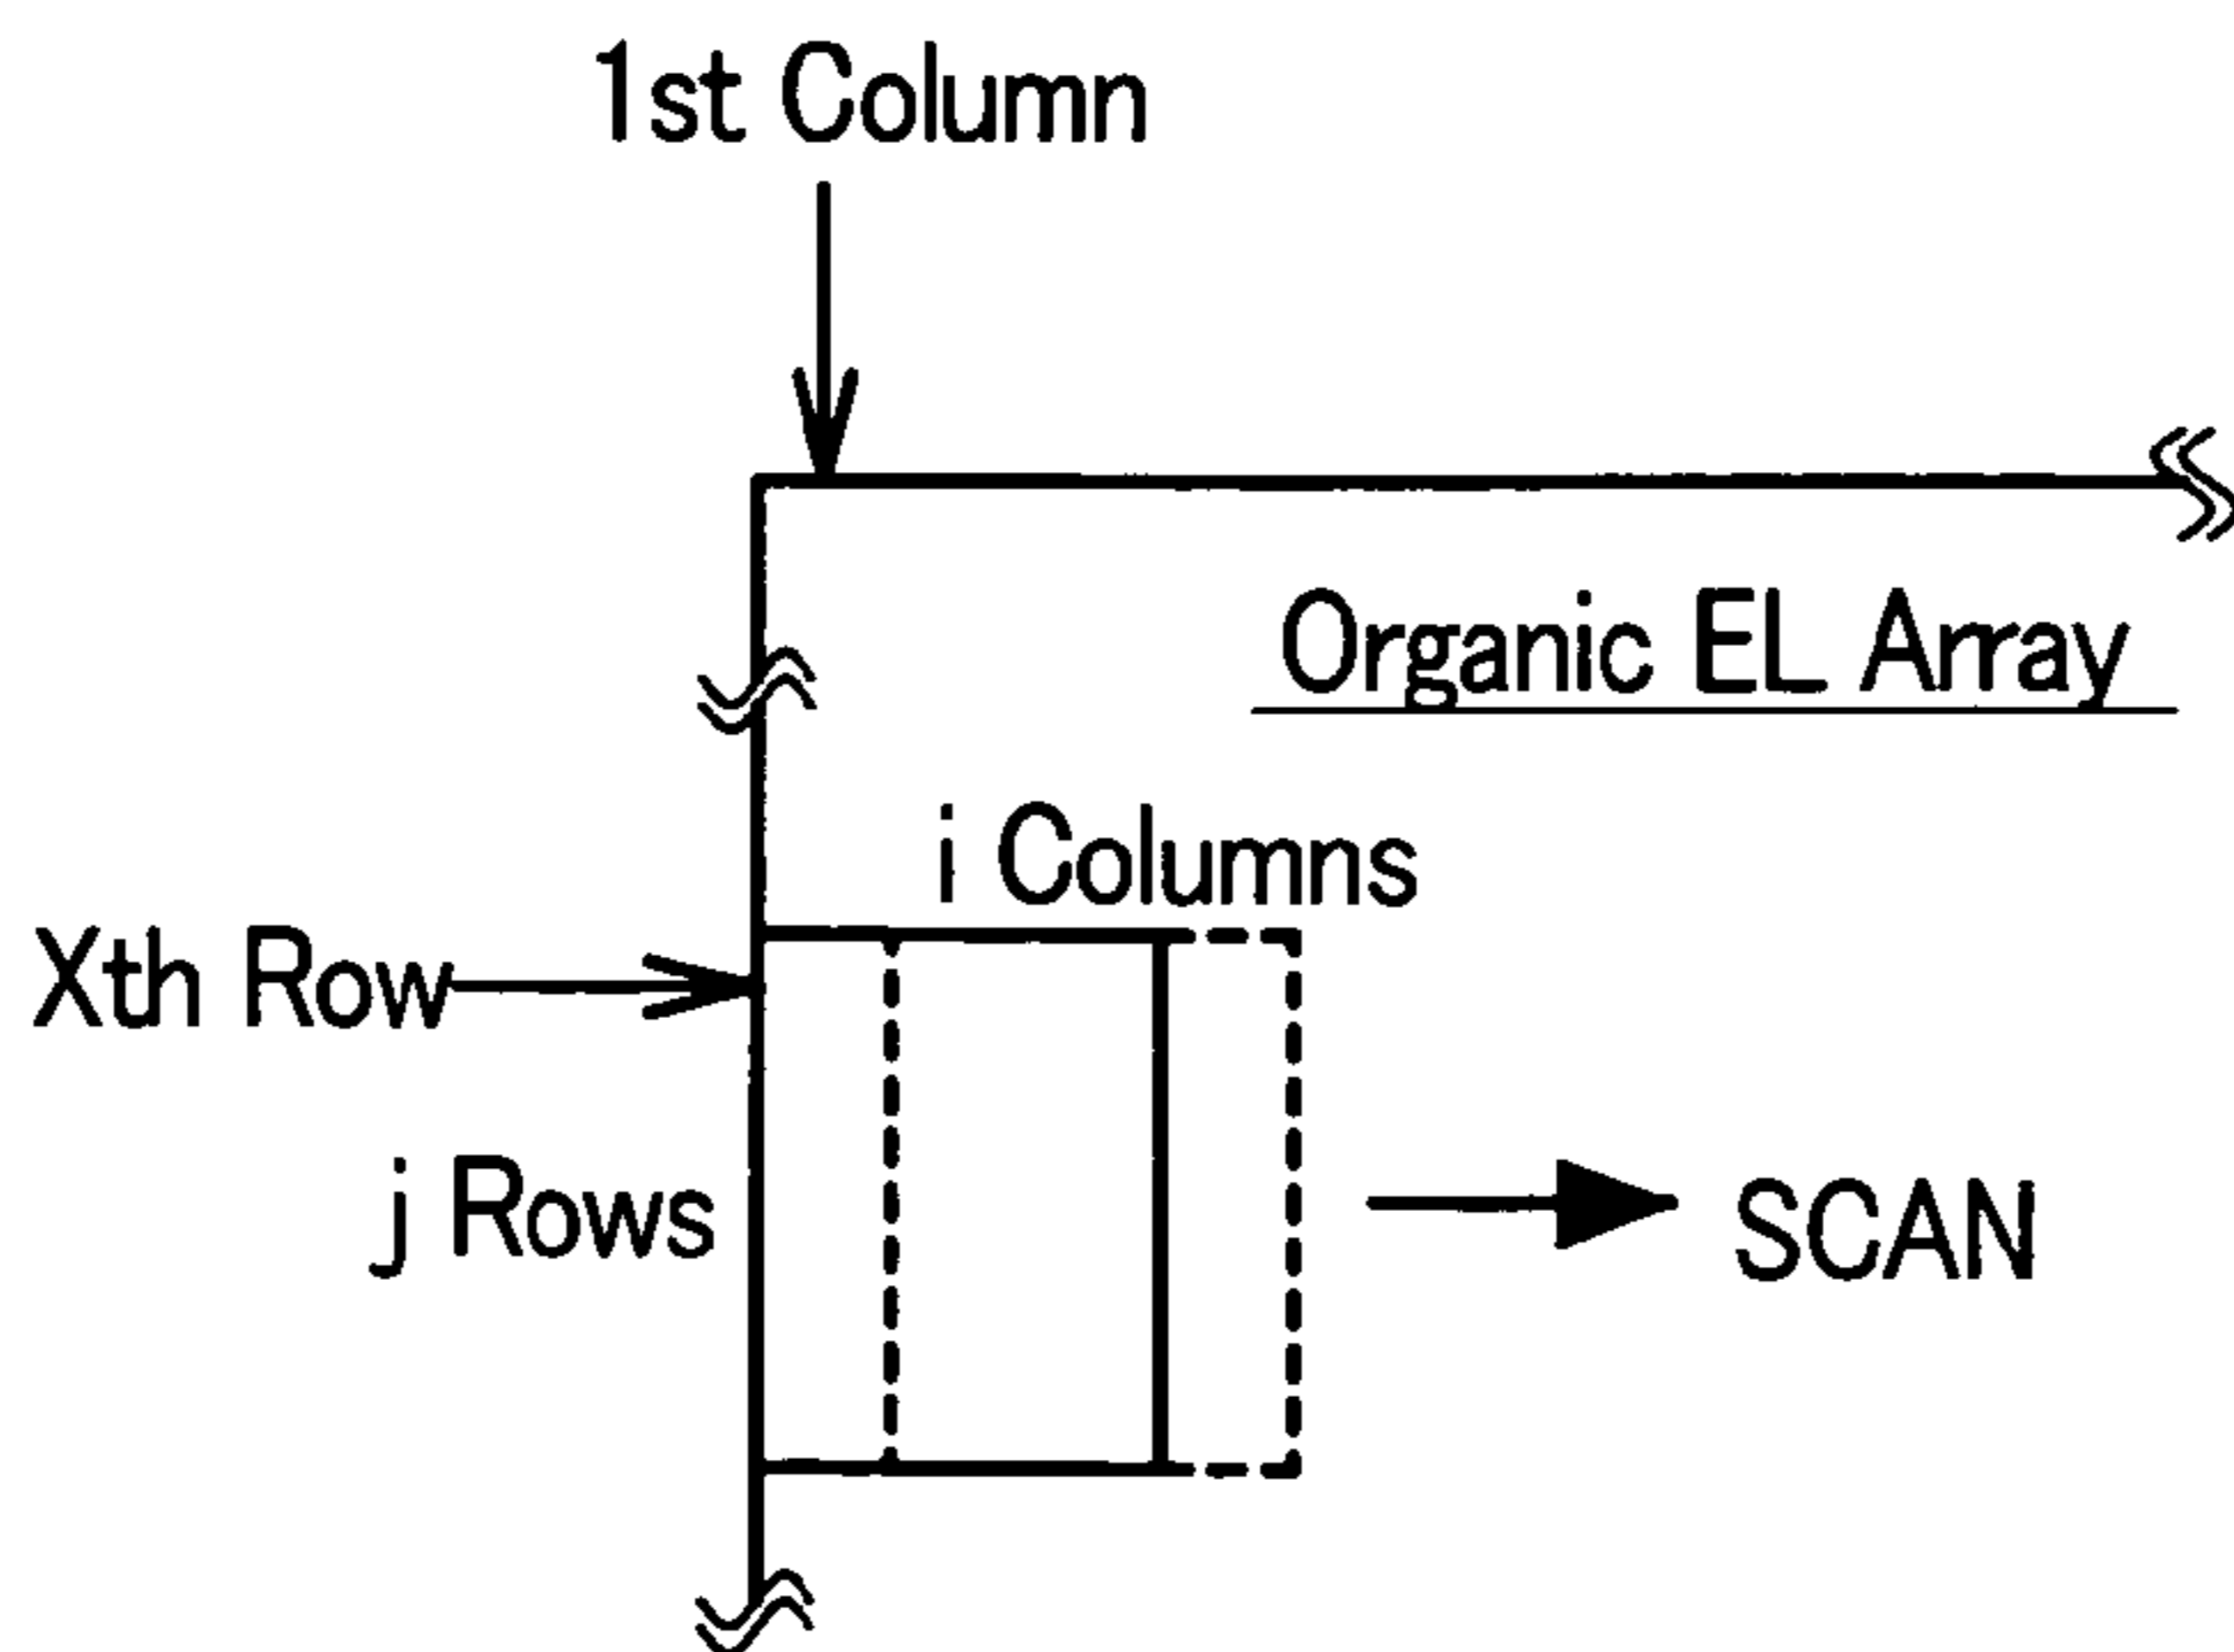 1st Column
Organic EL Array
i Columns
Xth Row
j Rows
SCAN